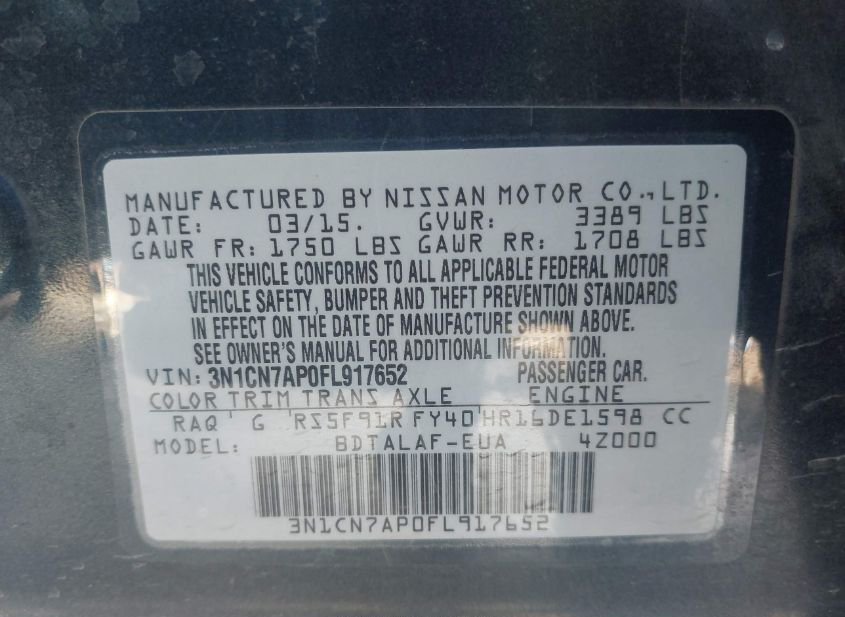 MANUFACTURED BY NISSAN MOTOR CO., LTD.
DATE: 03/15. GVWR: 3389 LBS
GAWR FR: 1750 LBS GAWR RR: 1708 LBS
THIS VEHICLE CONFORMS TO ALL APPLICABLE FEDERAL MOTOR
VEHICLE SAFETY, BUMPER AND THEFT PREVENTION STANDARDS
IN EFFECT ON THE DATE OF MANUFACTURE SHOWN ABOVE.
SEE OWNER'S MANUAL FOR ADDITIONAL INFORMATION.
VIN: 3N1CN7AP0FL917652 PASSENGER CAR.
COLOR TRIM TRANS AXLE ENGINE
RAQ G RS5F91R FY40 HR16DE1598 CC
MODEL: BDTALAF-EUA 4Z000
3N1CN7AP0FL917652